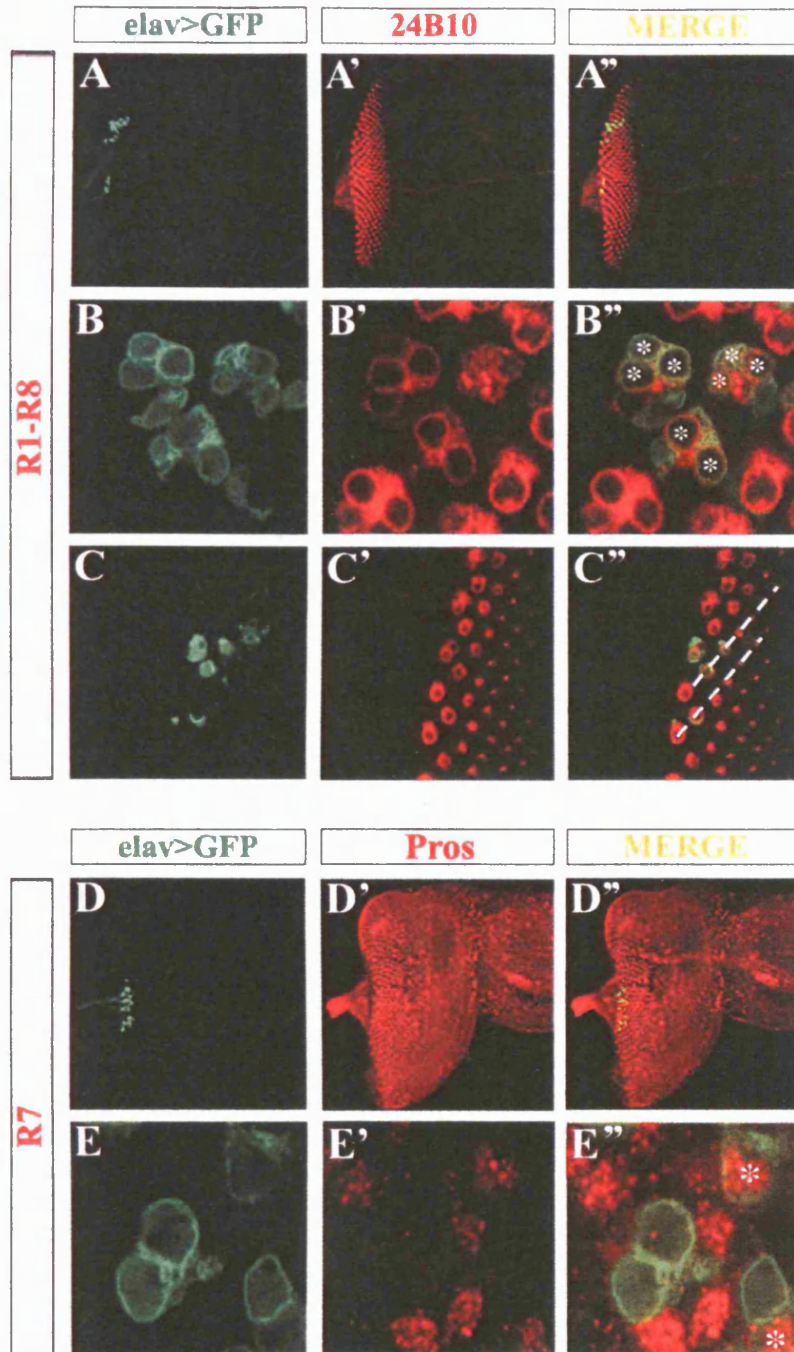 elav>GFP 24B10 MERGE
A A' A"
R1-R8
B B' B"
* * * * * * * *
C C' C"
elav>GFP Pros MERGE
D D' D"
R7
E E' E"
*
*